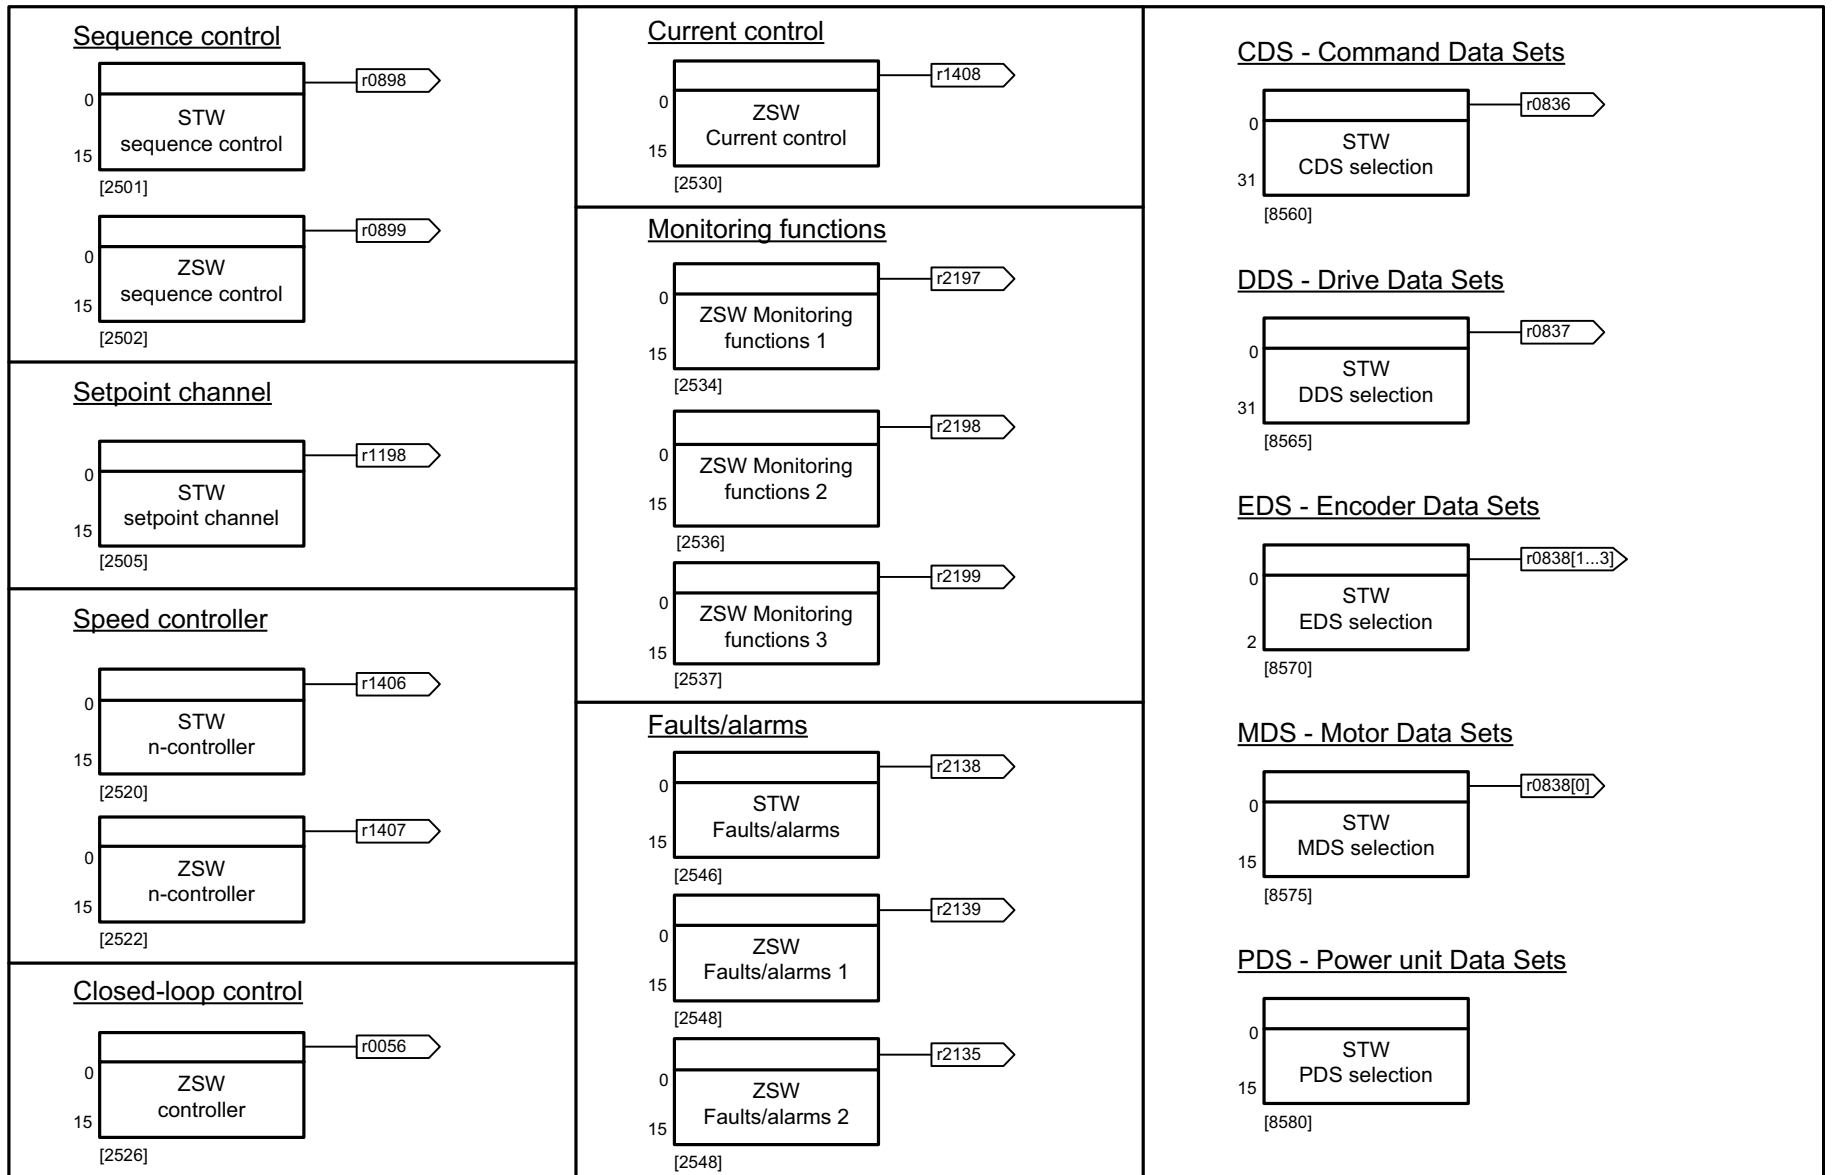 Sequence control
r0898
0
STW
sequence control
15
[2501]
r0899
0
ZSW
sequence control
15
[2502]
Setpoint channel
r1198
0
STW
setpoint channel
15
[2505]
Speed controller
r1406
0
STW
n-controller
15
[2520]
r1407
0
ZSW
n-controller
15
[2522]
Closed-loop control
r0056
0
ZSW
controller
15
[2526]
Current control
r1408
0
ZSW
Current control
15
[2530]
Monitoring functions
r2197
0
ZSW Monitoring
functions 1
15
[2534]
r2198
0
ZSW Monitoring
functions 2
15
[2536]
r2199
0
ZSW Monitoring
functions 3
15
[2537]
Faults/alarms
r2138
0
STW
Faults/alarms
15
[2546]
r2139
0
ZSW
Faults/alarms 1
15
[2548]
r2135
0
ZSW
Faults/alarms 2
15
[2548]
CDS - Command Data Sets
r0836
0
STW
CDS selection
31
[8560]
DDS - Drive Data Sets
r0837
0
STW
DDS selection
31
[8565]
EDS - Encoder Data Sets
r0838[1...3]
0
STW
EDS selection
2
[8570]
MDS - Motor Data Sets
r0838[0]
0
STW
MDS selection
15
[8575]
PDS - Power unit Data Sets
0
STW
PDS selection
15
[8580]